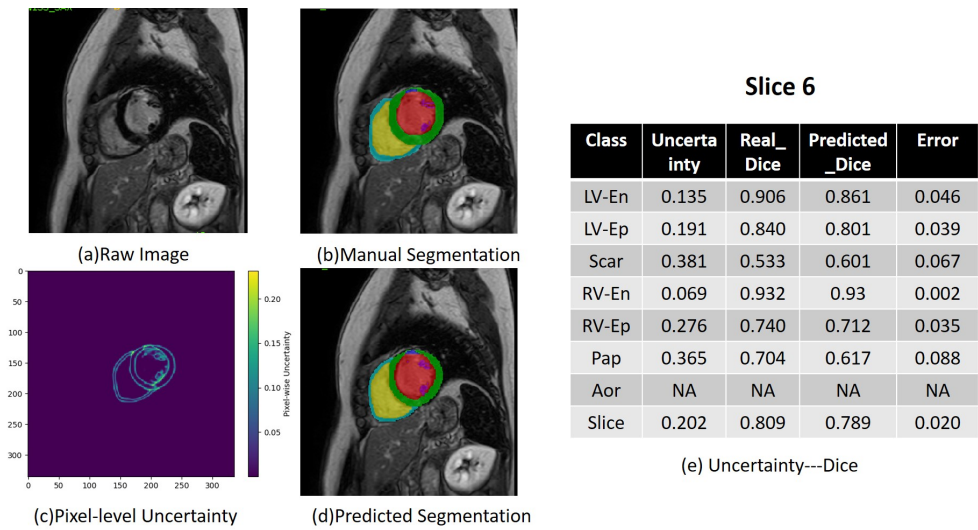 (a)Raw Image
(b)Manual Segmentation
0
50
100
150
200
250
300
0 50 100 150 200 250 300
0.20
0.15
0.10
0.05
Pixel-wise Uncertainty
(c)Pixel-level Uncertainty
(d)Predicted Segmentation
Slice 6
Class Uncerta Real_ Predicted Error
inty Dice _Dice
LV-En 0.135 0.906 0.861 0.046
LV-Ep 0.191 0.840 0.801 0.039
Scar 0.381 0.533 0.601 0.067
RV-En 0.069 0.932 0.93 0.002
RV-Ep 0.276 0.740 0.712 0.035
Pap 0.365 0.704 0.617 0.088
Aor NA NA NA NA
Slice 0.202 0.809 0.789 0.020
(e) Uncertainty---Dice